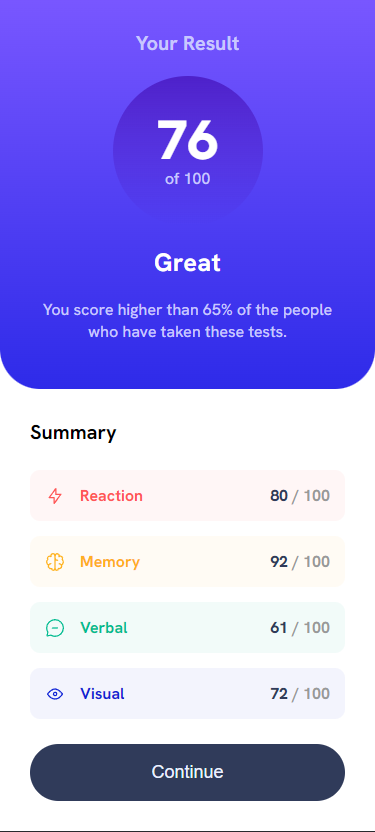 Your Result
76
of 100
Great
You score higher than 65% of the people
who have taken these tests.
Summary
Reaction 80 / 100
Memory 92 / 100
Verbal 61 / 100
Visual 72 / 100
Continue